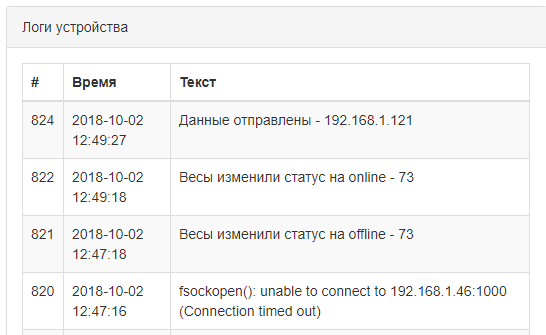 Логи устройства
# Время Текст
824 2018-10-02 Данные отправлены - 192.168.1.121
12:49:27
822 2018-10-02 Весы изменили статус на online - 73
12:49:18
821 2018-10-02 Весы изменили статус на offline - 73
12:47:18
820 2018-10-02 fsockopen(): unable to connect to 192.168.1.46:1000
12:47:16 (Connection timed out)